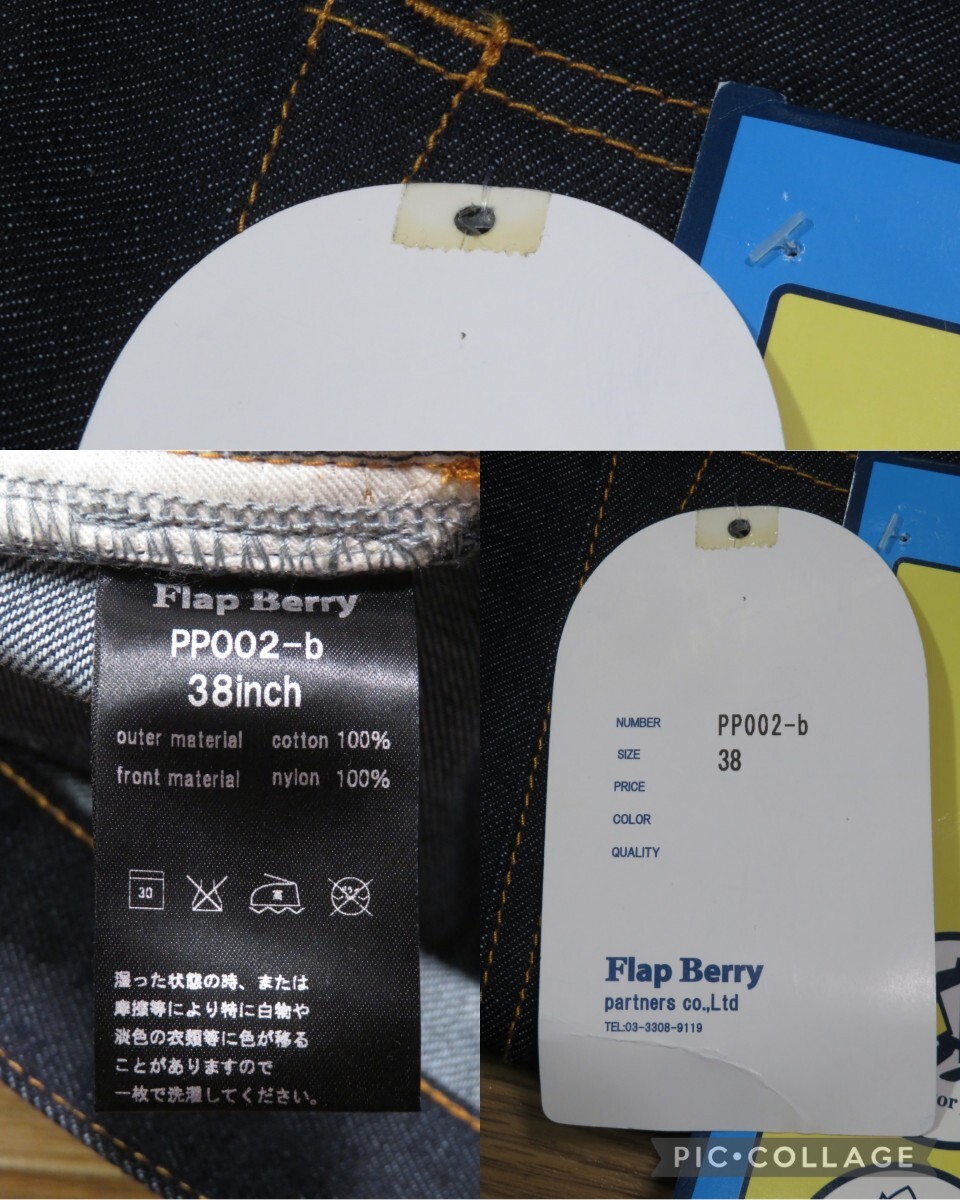 Flap Berry
PP002-b
38inch
outer material cotton 100%
front material nylon 100%
30
高
湿った状態の時、または
摩擦等により特に白物や
淡色の衣類等に色が移る
ことがありますので
一枚で洗濯してください。
NUMBER PP002-b
SIZE 38
PRICE
COLOR
QUALITY
Flap Berry
partners co.,Ltd
TEL:03-3308-9119
or
PIC•COLLAGE